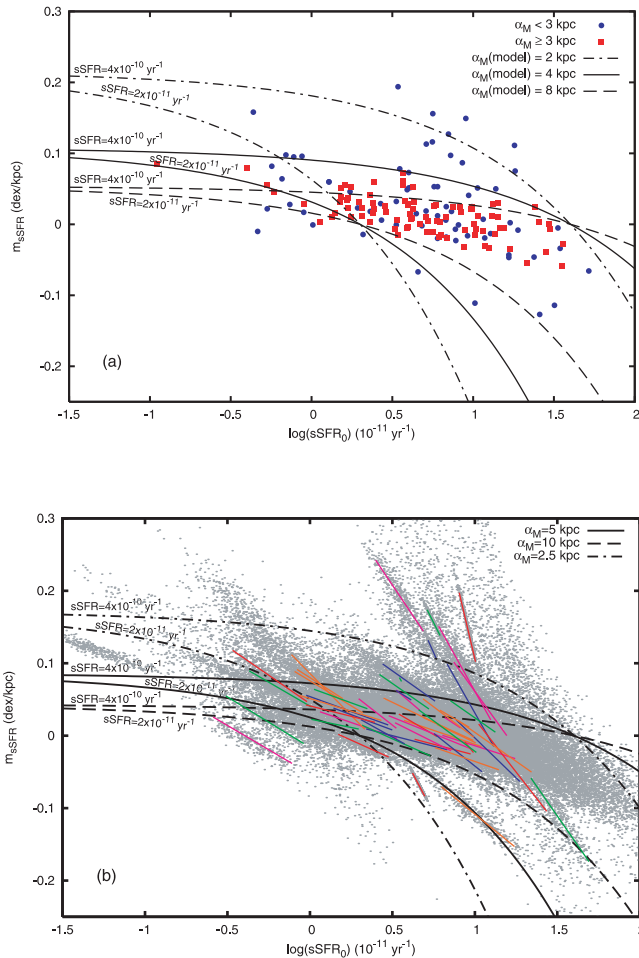 0.3
0.2
0.1
0
-0.1
-0.2
-1.5 -1 -0.5 0 0.5 1 1.5 2
m_sSFR (dex/kpc)
log(sSFR_0) (10^-11 yr^-1)
α_M < 3 kpc
α_M ≥ 3 kpc
α_M(model) = 2 kpc
α_M(model) = 4 kpc
α_M(model) = 8 kpc
sSFR=4x10^-10 yr^-1
sSFR=2x10^-11 yr^-1
sSFR=4x10^-10 yr^-1
sSFR=2x10^-11 yr^-1
sSFR=4x10^-10 yr^-1
sSFR=2x10^-11 yr^-1
(a)
0.3
0.2
0.1
0
-0.1
-0.2
-1.5 -1 -0.5 0 0.5 1 1.5 2
m_sSFR (dex/kpc)
log(sSFR_0) (10^-11 yr^-1)
α_M=5 kpc
α_M=10 kpc
α_M=2.5 kpc
sSFR=4x10^-10 yr^-1
sSFR=2x10^-11 yr^-1
sSFR=4x10^-10 yr^-1
sSFR=2x10^-11 yr^-1
sSFR=4x10^-10 yr^-1
sSFR=2x10^-11 yr^-1
(b)